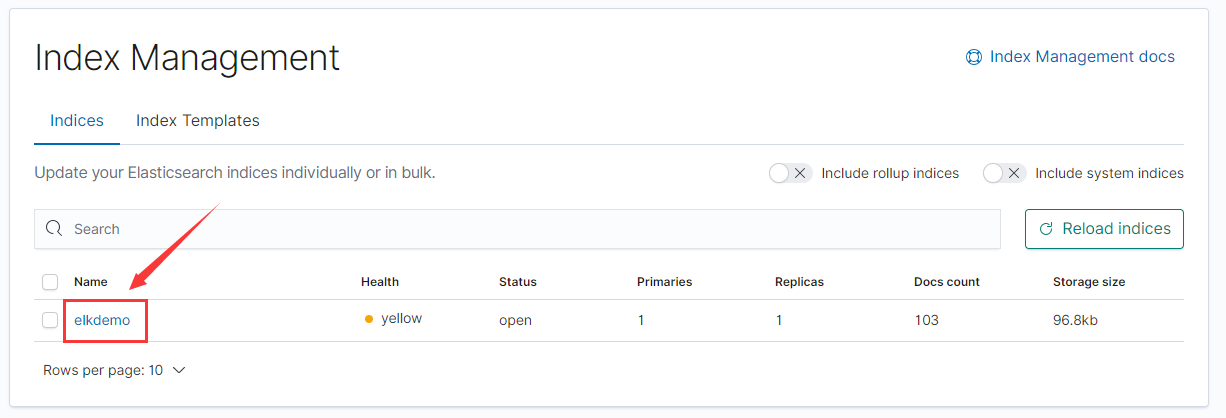 Index Management
Index Management docs
Indices Index Templates
Update your Elasticsearch indices individually or in bulk.
Include rollup indices Include system indices
Search
Reload indices
Name Health Status Primaries Replicas Docs count Storage size
elkdemo yellow open 1 1 103 96.8kb
Rows per page: 10